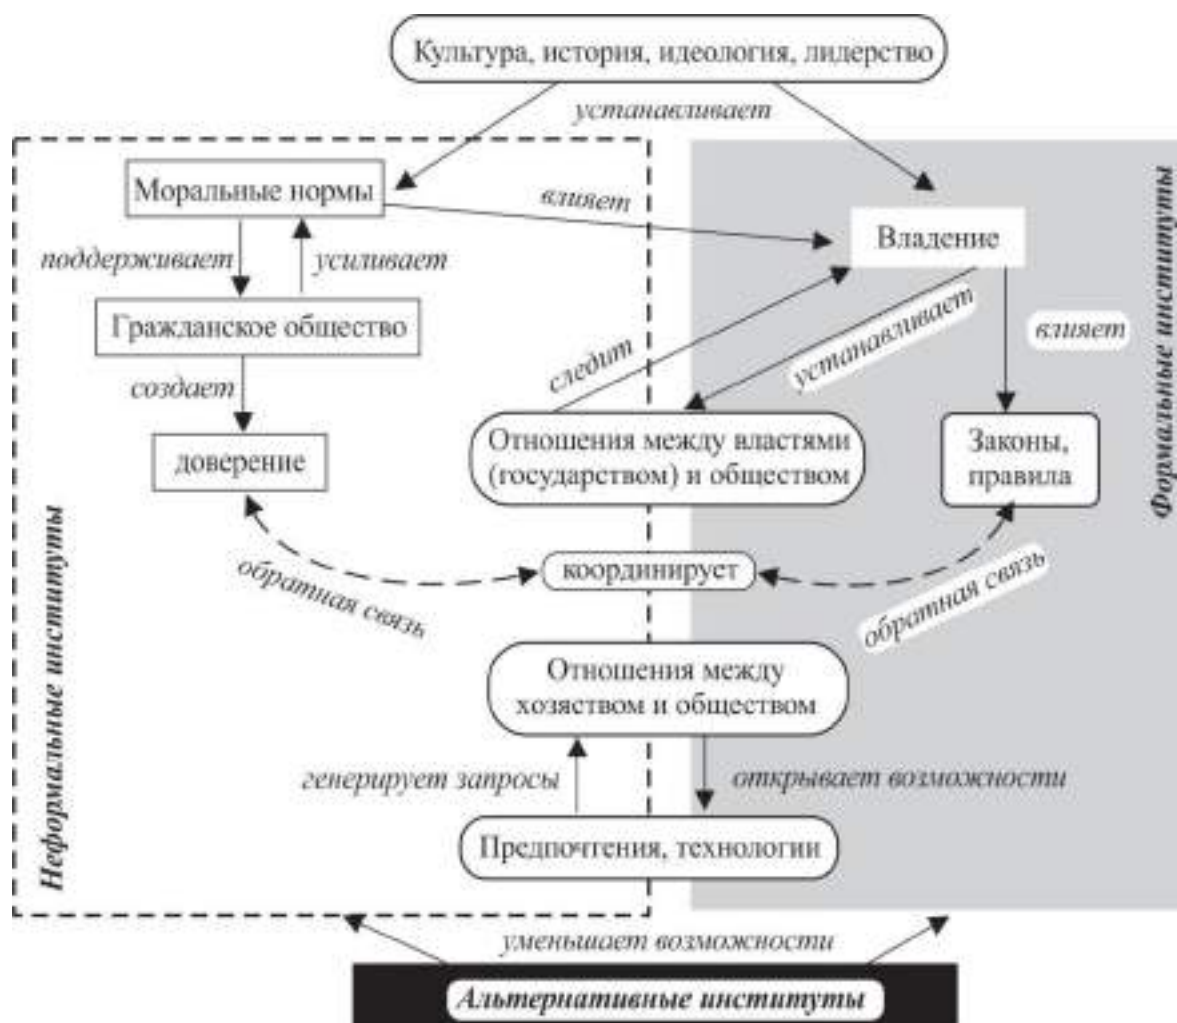 Культура, история, идеология, лидерство
устанавливает
Моральные нормы
влияет
Владение
поддерживает
усиливает
Гражданское общество
создает
доверение
следит
устанавливает
влияет
Отношения между властями
(государством) и обществом
Законы,
правила
координирует
обратная связь
обратная связь
Отношения между
хозяством и обществом
генерирует запросы
открывает возможности
Предпочтения, технологии
Неформальные институты
Формальные институты
уменьшает возможности
Альтернативные институты